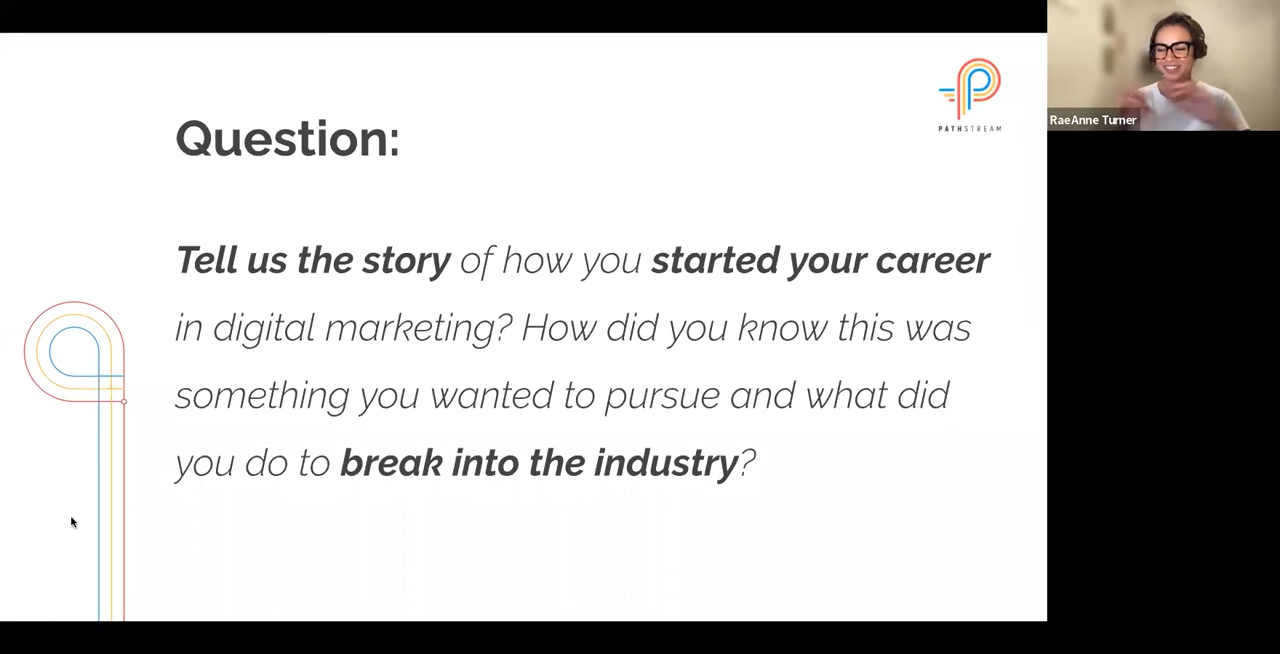 PATHSTREAM
RaeAnne Turner
Question:
Tell us the story of how you started your career
in digital marketing? How did you know this was
something you wanted to pursue and what did
you do to break into the industry?